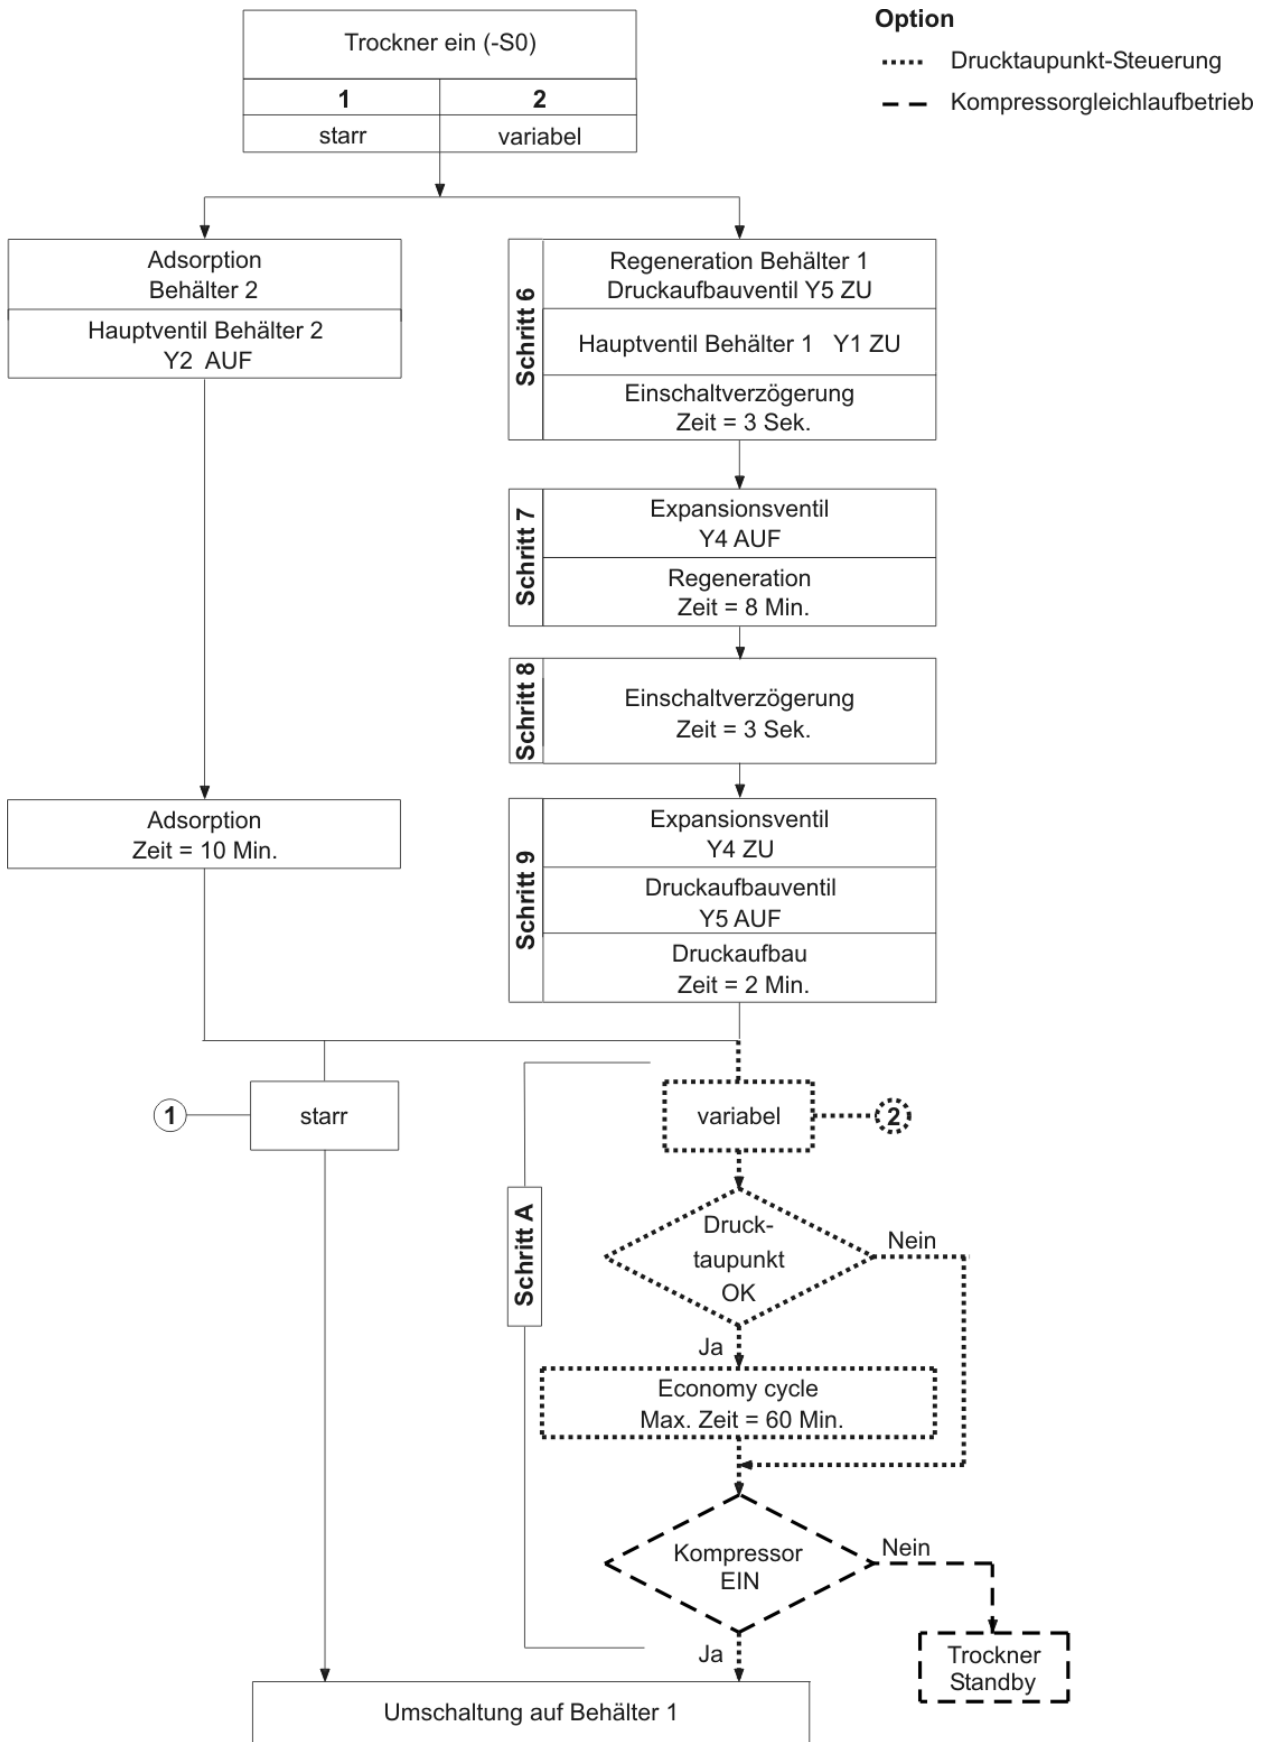 Trockner ein (-S0)
1
2
starr
variabel
Option
Drucktaupunkt-Steuerung
Kompressorgleichlaufbetrieb
Adsorption
Behälter 2
Hauptventil Behälter 2
Y2 AUF
Schritt 6
Regeneration Behälter 1
Druckaufbauventil Y5 ZU
Hauptventil Behälter 1 Y1 ZU
Einschaltverzögerung
Zeit = 3 Sek.
Schritt 7
Expansionsventil
Y4 AUF
Regeneration
Zeit = 8 Min.
Schritt 8
Einschaltverzögerung
Zeit = 3 Sek.
Adsorption
Zeit = 10 Min.
Schritt 9
Expansionsventil
Y4 ZU
Druckaufbauventil
Y5 AUF
Druckaufbau
Zeit = 2 Min.
1
starr
variabel
2
Schritt A
Druck-
taupunkt
OK
Nein
Ja
Economy cycle
Max. Zeit = 60 Min.
Kompressor
EIN
Nein
Ja
Trockner
Standby
Umschaltung auf Behälter 1